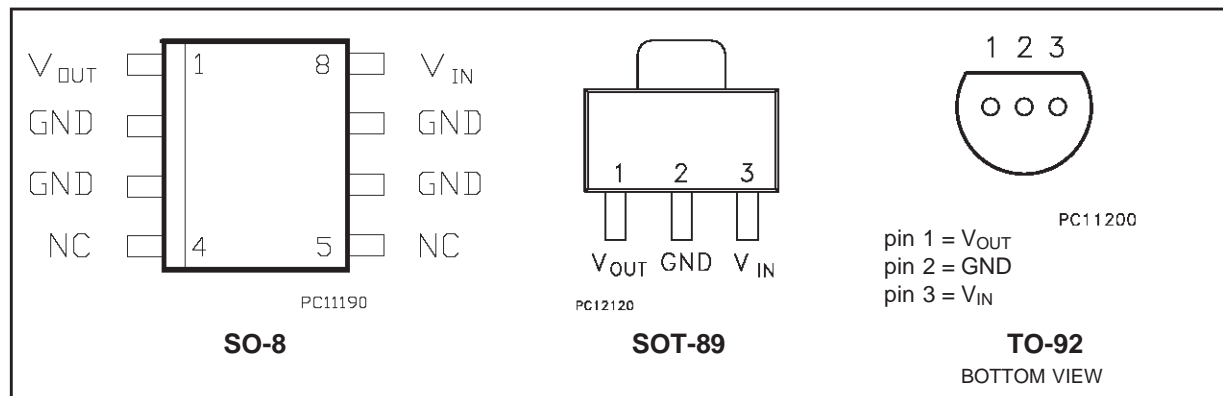 V OUT 1 8 V IN
GND GND
GND GND
NC 4 5 NC
PC11190
SO-8
1 2 3
V OUT GND V IN
PC12120
SOT-89
1 2 3
PC11200
pin 1 = VOUT
pin 2 = GND
pin 3 = VIN
TO-92
BOTTOM VIEW